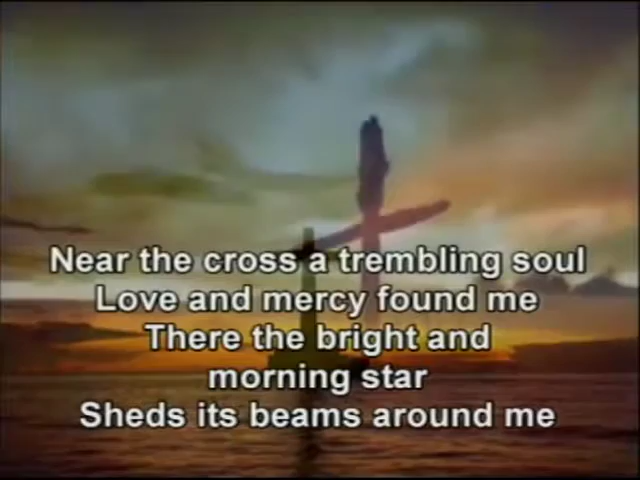 Near the cross a trembling soul
Love and mercy found me
There the bright and
morning star
Sheds its beams around me